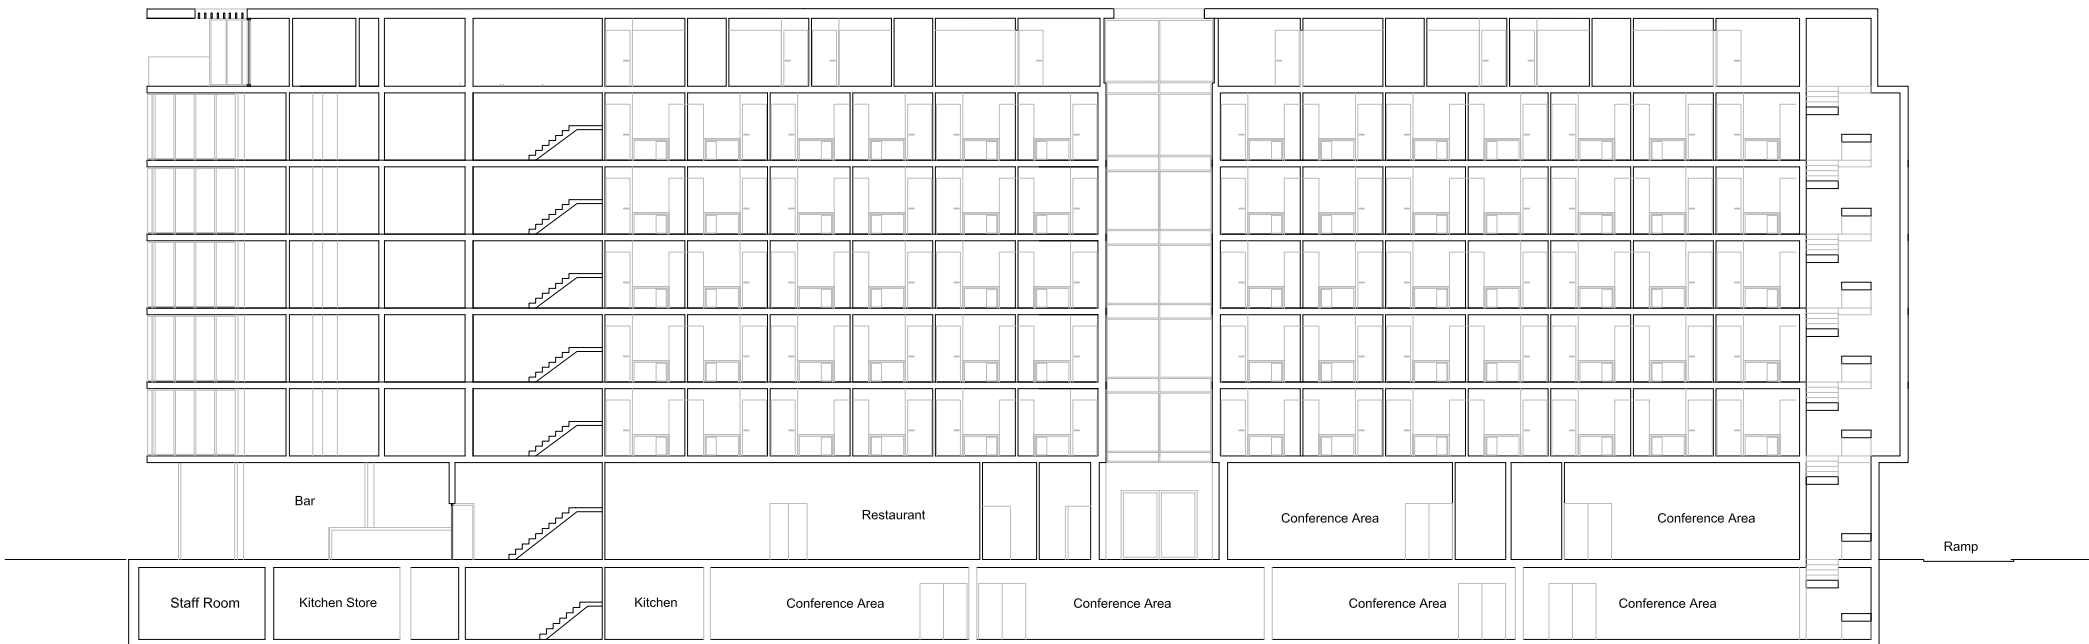 Bar
Restaurant
Conference Area
Conference Area
Ramp
Staff Room
Kitchen Store
Kitchen
Conference Area
Conference Area
Conference Area
Conference Area